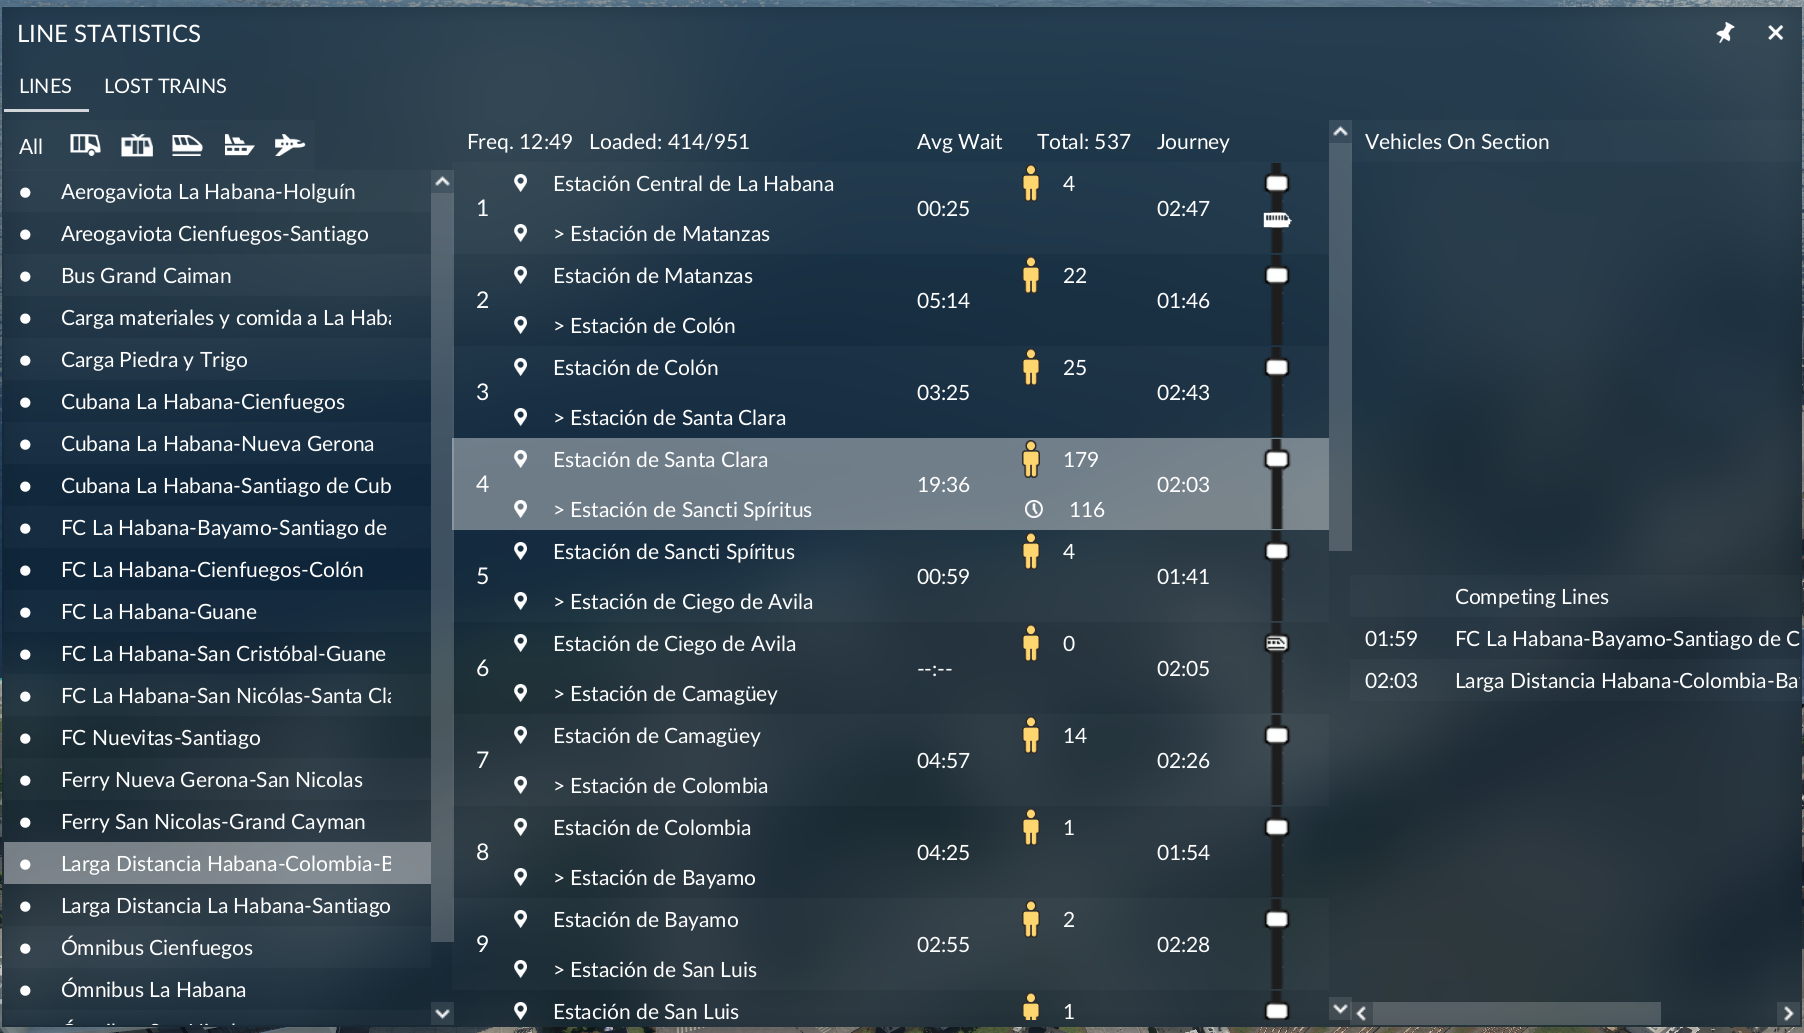 LINE STATISTICS
LINES LOST TRAINS
All
Aerogaviota La Habana-Holguín
Areogaviota Cienfuegos-Santiago
Bus Grand Caiman
Carga materiales y comida a La Haba
Carga Piedra y Trigo
Cubana La Habana-Cienfuegos
Cubana La Habana-Nueva Gerona
Cubana La Habana-Santiago de Cub
FC La Habana-Bayamo-Santiago de
FC La Habana-Cienfuegos-Colón
FC La Habana-Guane
FC La Habana-San Cristóbal-Guane
FC La Habana-San Nicólas-Santa Cla
FC Nuevitas-Santiago
Ferry Nueva Gerona-San Nicolas
Ferry San Nicolas-Grand Cayman
Larga Distancia Habana-Colombia-B
Larga Distancia La Habana-Santiago
Ómnibus Cienfuegos
Ómnibus La Habana
Freq. 12:49 Loaded: 414/951 Avg Wait Total: 537 Journey
1 Estación Central de La Habana 4
00:25 02:47
> Estación de Matanzas
2 Estación de Matanzas 22
05:14 01:46
> Estación de Colón
3 Estación de Colón 25
03:25 02:43
> Estación de Santa Clara
4 Estación de Santa Clara 179
19:36 02:03
> Estación de Sancti Spíritus 116
5 Estación de Sancti Spíritus 4
00:59 01:41
> Estación de Ciego de Avila
6 Estación de Ciego de Avila 0
--:-- 02:05
> Estación de Camagüey
7 Estación de Camagüey 14
04:57 02:26
> Estación de Colombia
8 Estación de Colombia 1
04:25 01:54
> Estación de Bayamo
9 Estación de Bayamo 2
02:55 02:28
> Estación de San Luis
Estación de San Luis 1
Vehicles On Section
Competing Lines
01:59 FC La Habana-Bayamo-Santiago de C
02:03 Larga Distancia Habana-Colombia-Ba